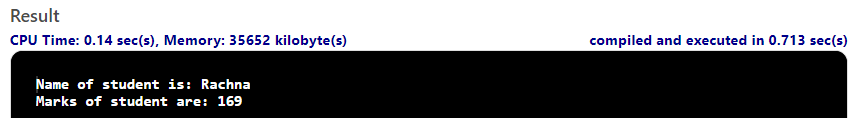 Result
CPU Time: 0.14 sec(s), Memory: 35652 kilobyte(s) compiled and executed in 0.713 sec(s)
Name of student is: Rachna
Marks of student are: 169